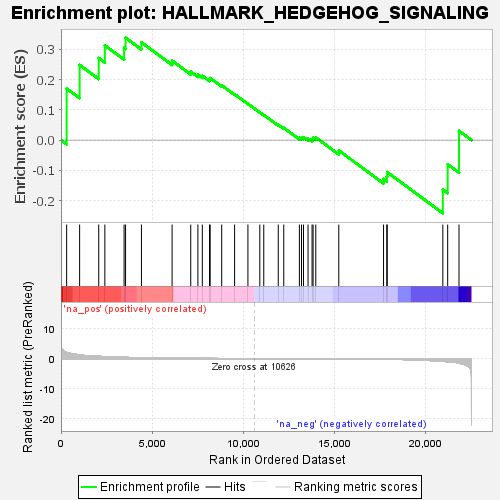 Enrichment plot: HALLMARK_HEDGEHOG_SIGNALING
Enrichment score (ES)
0.3
0.2
0.1
0.0
-0.1
-0.2
'na_pos' (positively correlated)
Ranked list metric (PreRanked)
10
0
-10
-20
Zero cross at 10626
'na_neg' (negatively correlated)
0
5,000
10,000
15,000
20,000
Rank in Ordered Dataset
Enrichment profile
Hits
Ranking metric scores